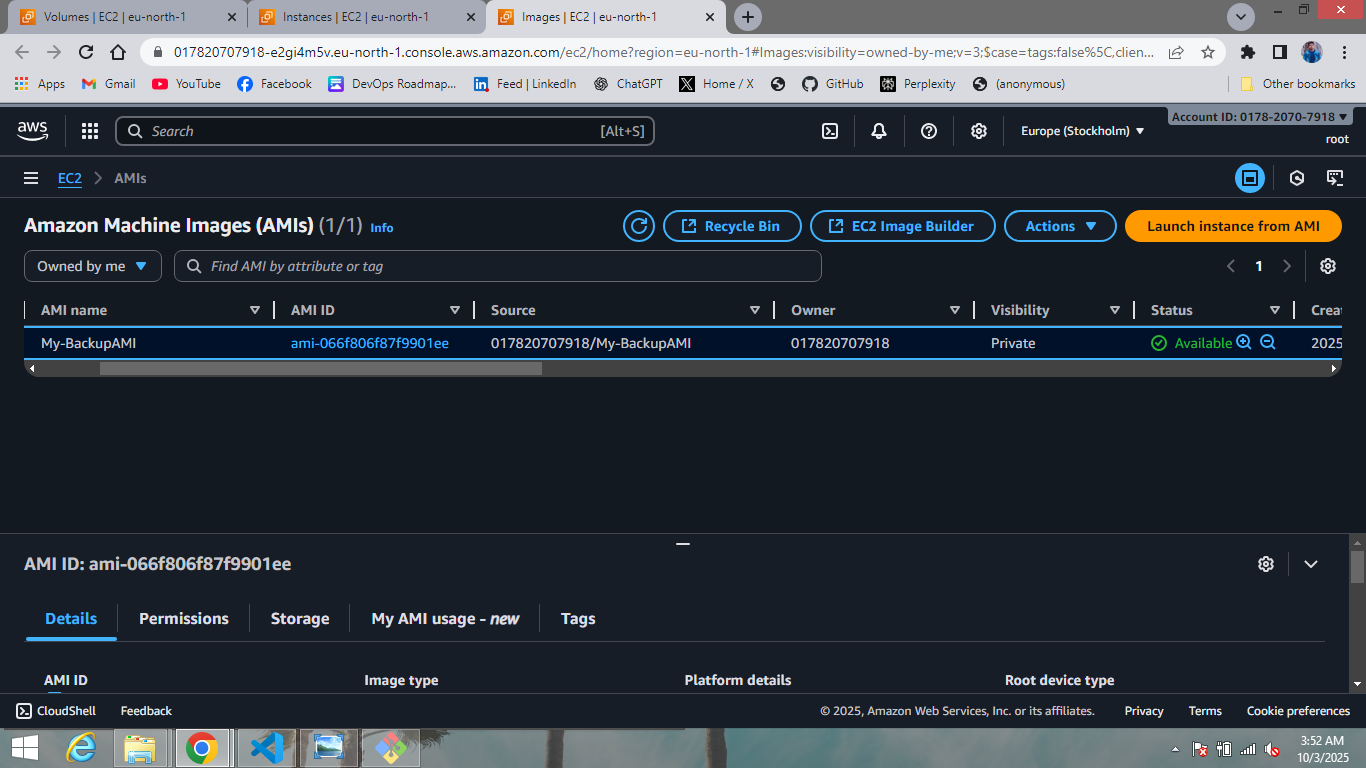 Volumes | EC2 | eu-north-1
Instances | EC2 | eu-north-1
Images | EC2 | eu-north-1
017820707918-e2gi4m5v.eu-north-1.console.aws.amazon.com/ec2/home?region=eu-north-1#Images:visibility=owned-by-me;v=3;$case=tags:false%5C,clien...
Apps Gmail YouTube Facebook DevOps Roadmap... Feed | LinkedIn ChatGPT Home / X GitHub Perplexity (anonymous) Other bookmarks
aws Search [Alt+S] Europe (Stockholm) Account ID: 0178-2070-7918
root
EC2 AMIs
Amazon Machine Images (AMIs) (1/1) Info Recycle Bin EC2 Image Builder Actions Launch instance from AMI
Owned by me Find AMI by attribute or tag 1
AMI name AMI ID Source Owner Visibility Status Crea
My-BackupAMI ami-066f806f87f9901ee 017820707918/My-BackupAMI 017820707918 Private Available 2025
AMI ID: ami-066f806f87f9901ee
Details Permissions Storage My AMI usage - new Tags
AMI ID Image type Platform details Root device type
CloudShell Feedback © 2025, Amazon Web Services, Inc. or its affiliates. Privacy Terms Cookie preferences
3:52 AM
10/3/2025